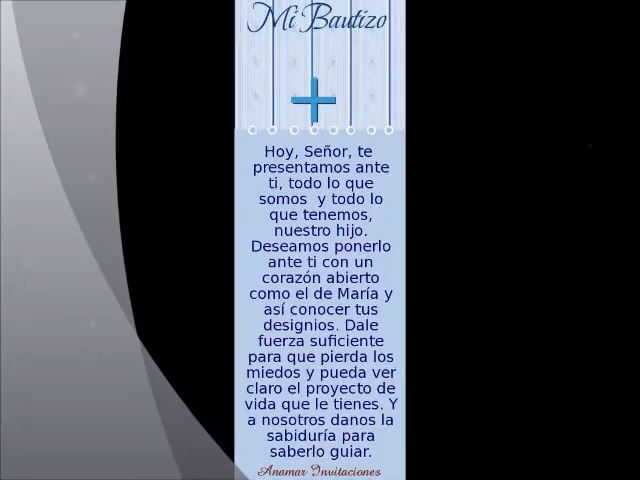 Mi Bautizo
Hoy, Señor, te
presentamos ante
ti, todo lo que
somos y todo lo
que tenemos,
nuestro hijo.
Deseamos ponerlo
ante ti con un
corazón abierto
como el de María y
así conocer tus
designios. Dale
fuerza suficiente
para que pierda los
miedos y pueda ver
claro el proyecto de
vida que le tienes. Y
a nosotros danos la
sabiduría para
saberlo guiar.
Anamar Invitaciones